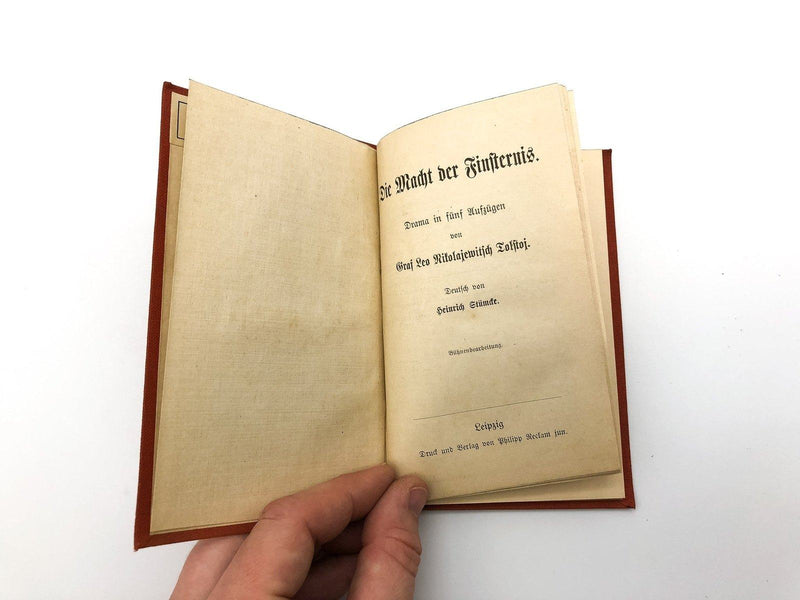 Die Macht der Finsternis.
Drama in fünf Aufzügen
von
Graf Leo Nikolajewitsch Tolstoj.
Deutsch von
Heinrich Stümcke.
Bühnenbearbeitung.
Leipzig
Druck und Verlag von Philipp Reclam jun.